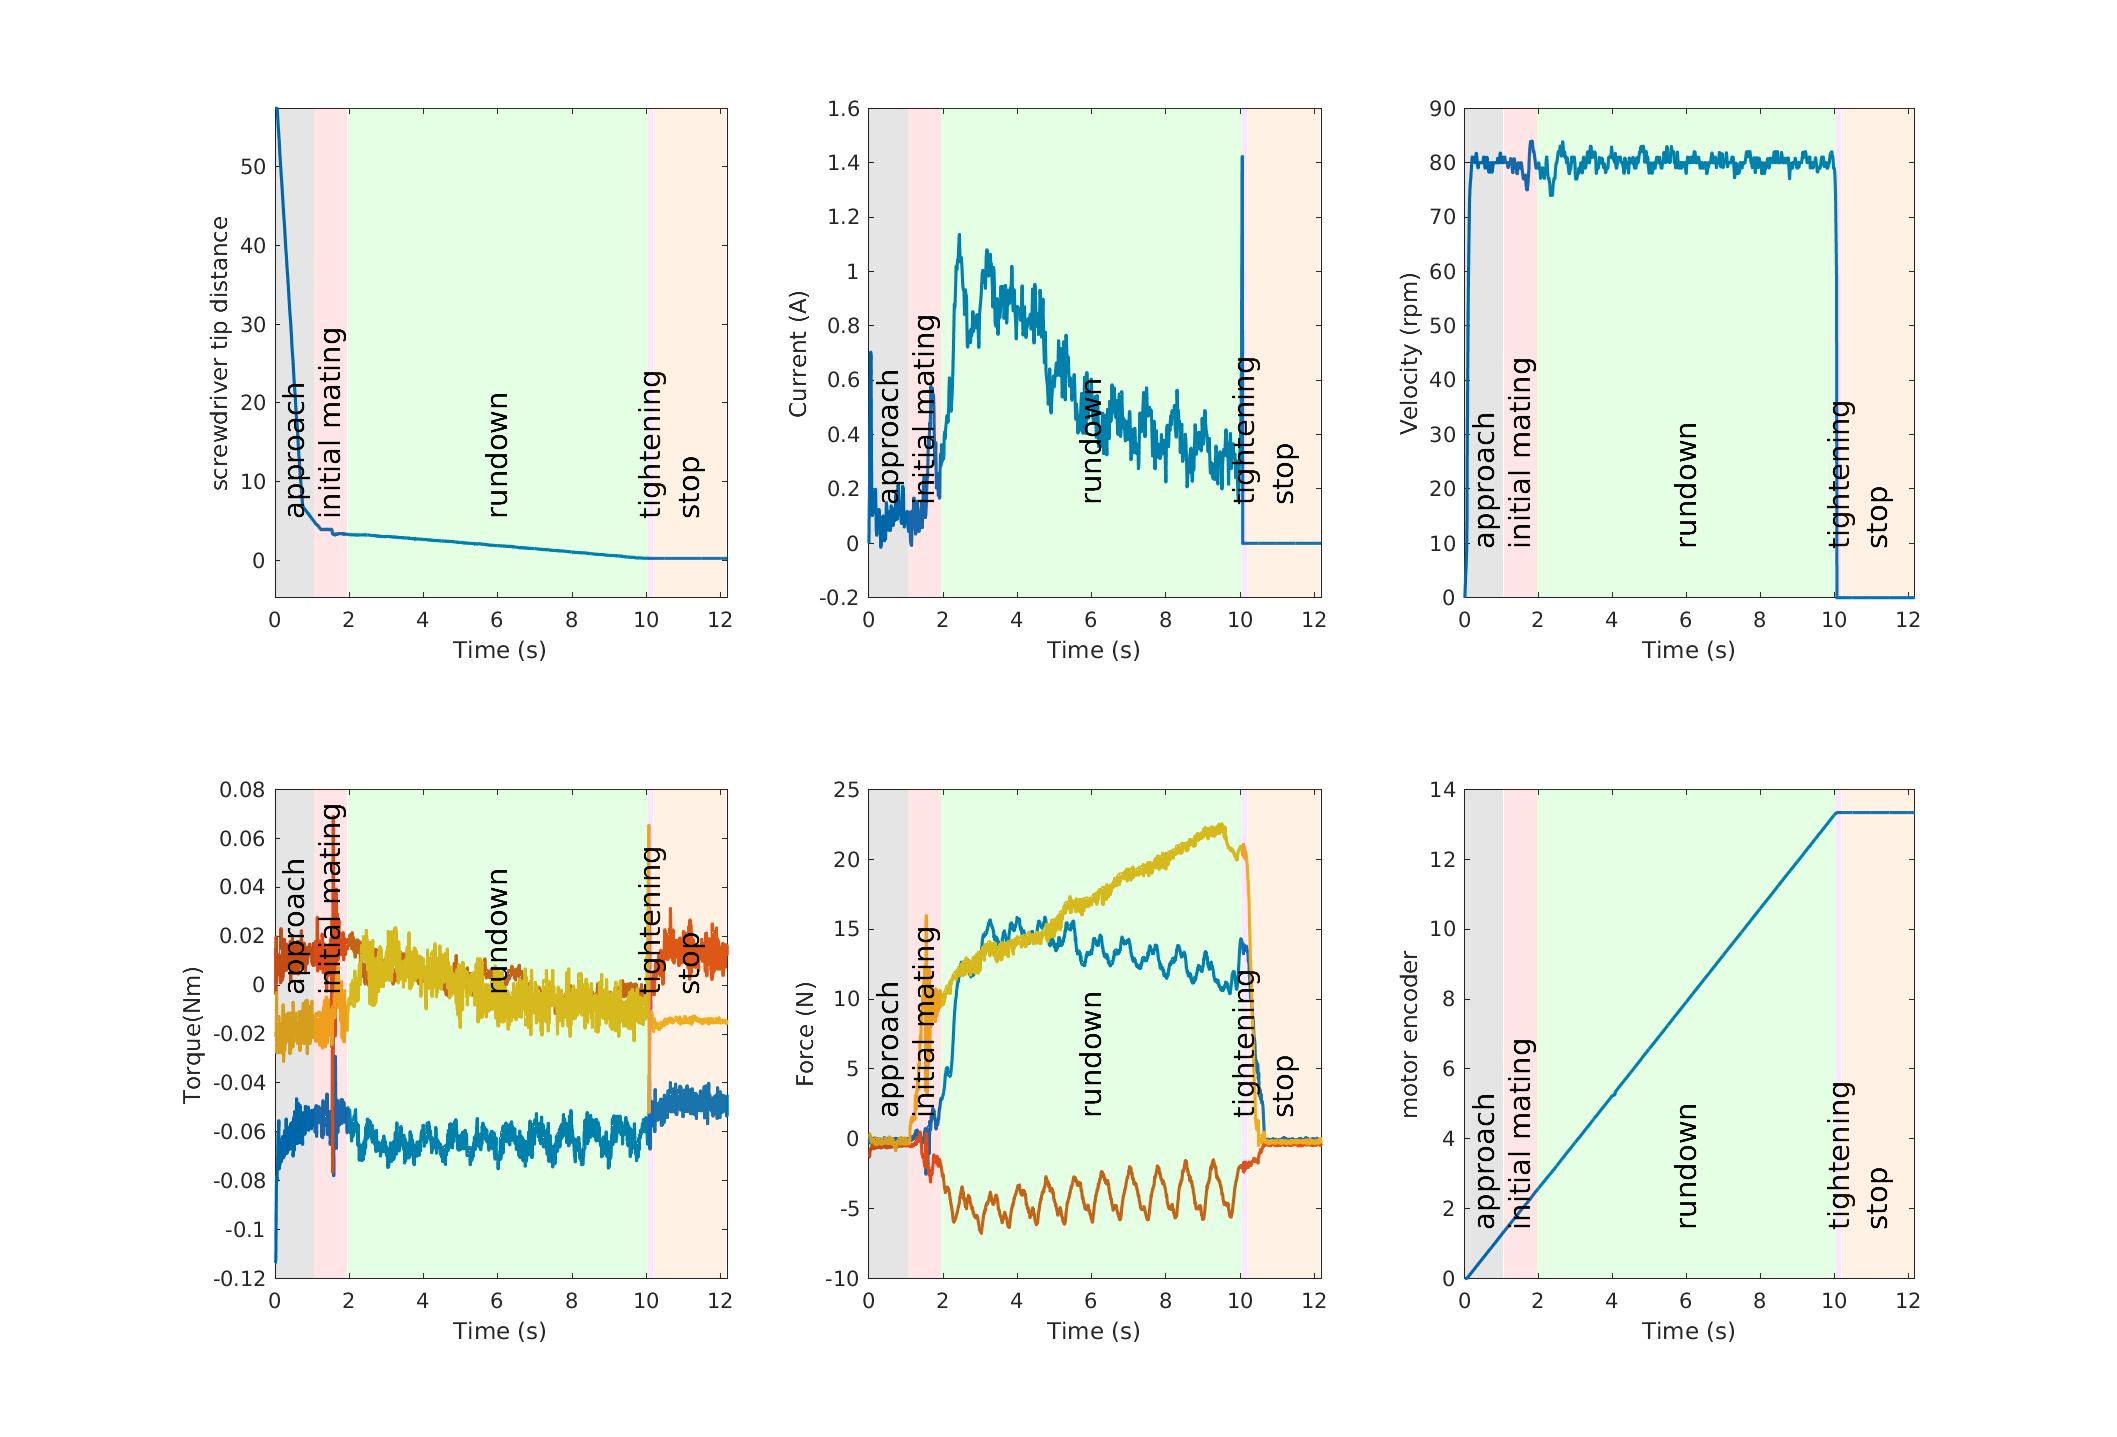 screwdriver tip distance
50
40
30
20
10
0
approach
initial mating
rundown
tightening
stop
0 2 4 6 8 10 12
Time (s)
Current (A)
1.6
1.4
1.2
1
0.8
0.6
0.4
0.2
0
-0.2
approach
initial mating
rundown
tightening
stop
0 2 4 6 8 10 12
Time (s)
Velocity (rpm)
90
80
70
60
50
40
30
20
10
0
approach
initial mating
rundown
tightening
stop
0 2 4 6 8 10 12
Time (s)
Torque(Nm)
0.08
0.06
0.04
0.02
0
-0.02
-0.04
-0.06
-0.08
-0.1
-0.12
approach
initial mating
rundown
tightening
stop
0 2 4 6 8 10 12
Time (s)
Force (N)
25
20
15
10
5
0
-5
-10
approach
initial mating
rundown
tightening
stop
0 2 4 6 8 10 12
Time (s)
motor encoder
14
12
10
8
6
4
2
0
approach
initial mating
rundown
tightening
stop
0 2 4 6 8 10 12
Time (s)